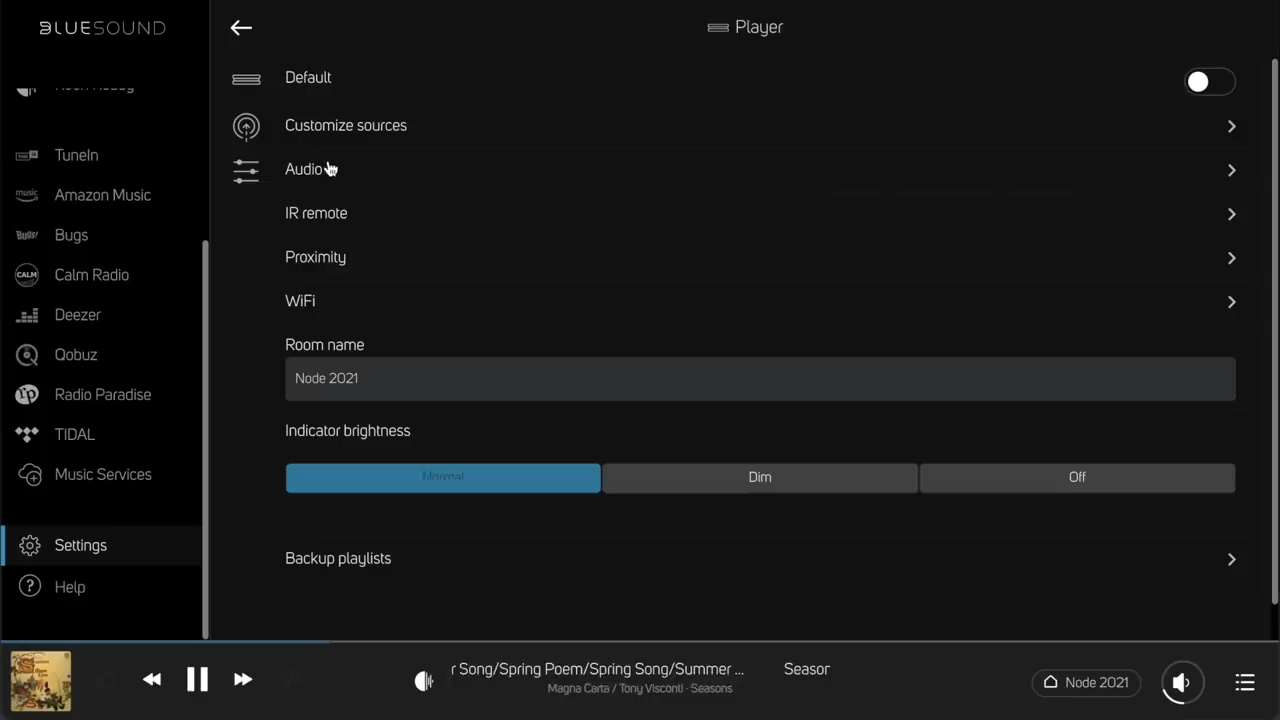 BLUESOUND
Player
TuneIn
Amazon Music
Bugs
Calm Radio
Deezer
Qobuz
Radio Paradise
TIDAL
Music Services
Settings
Help
Default
Customize sources
Audio
IR remote
Proximity
WiFi
Room name
Node 2021
Indicator brightness
Normal
Dim
Off
Backup playlists
r Song/Spring Poem/Spring Song/Summer ...
Seasor
Magna Carta / Tony Visconti · Seasons
Node 2021